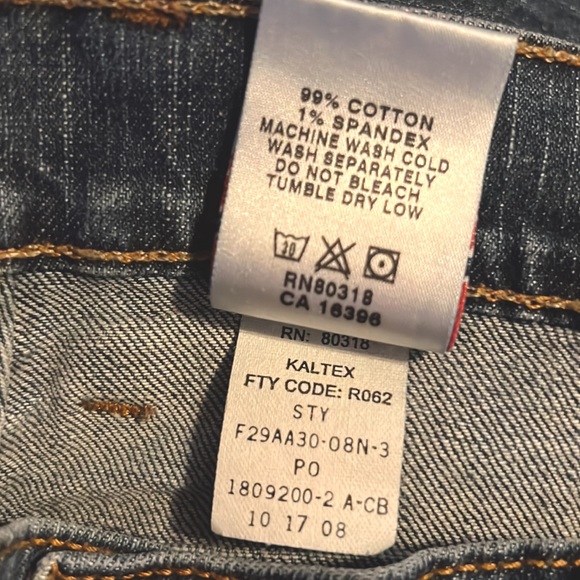 99% COTTON
1% SPANDEX
MACHINE WASH COLD
WASH SEPARATELY
DO NOT BLEACH
TUMBLE DRY LOW
30
RN80318
CA 16396
RN: 80318
KALTEX
FTY CODE: R062
STY
F29AA30-08N-3
PO
1809200-2 A-CB
10 17 08